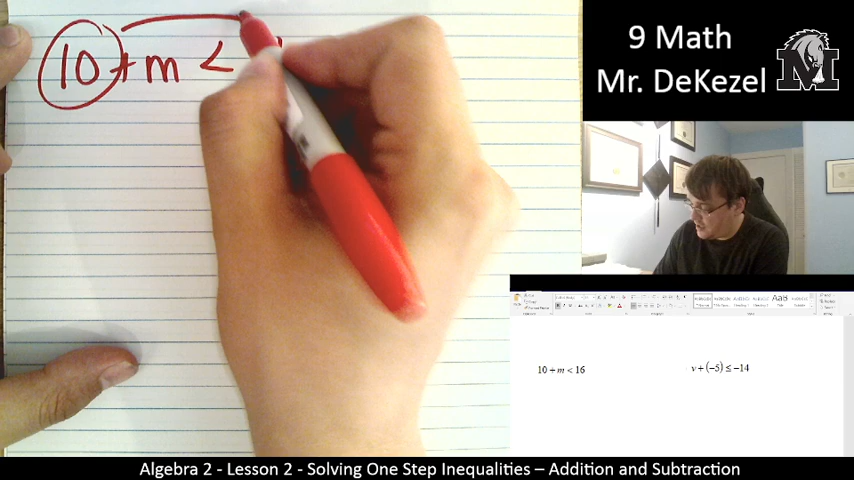 10 + m <
9 Math
Mr. DeKezel
M
10 + m < 16
v + (−5) ≤ −14
Algebra 2 - Lesson 2 - Solving One Step Inequalities – Addition and Subtraction